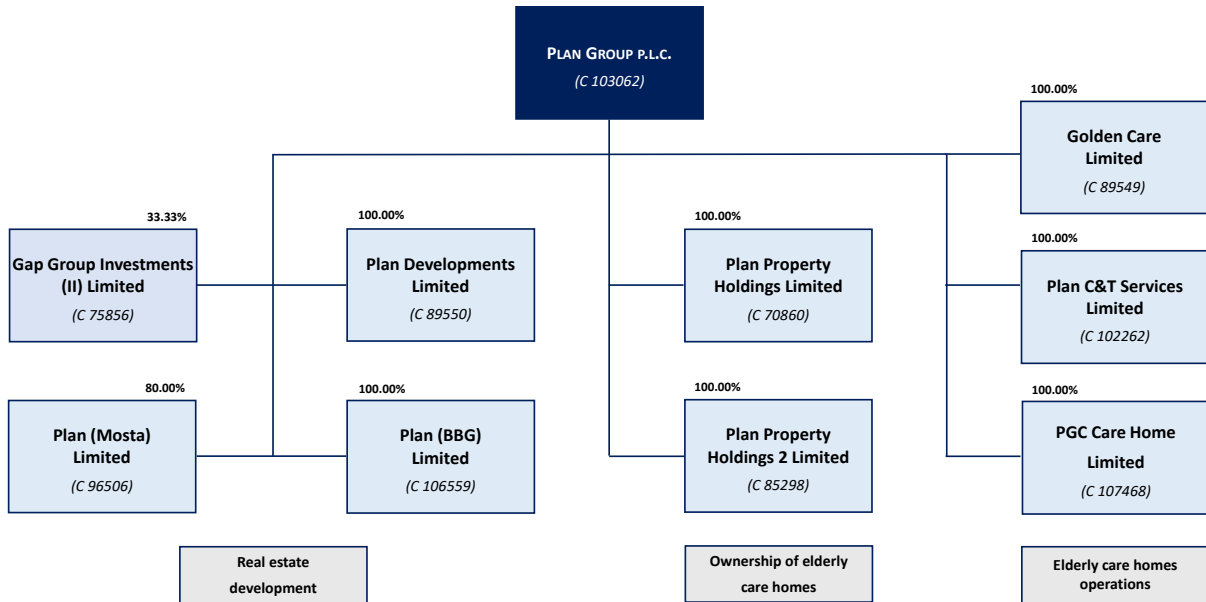 PLAN GROUP P.L.C.
(C 103062)
100.00%
Golden Care
Limited
(C 89549)
33.33%
Gap Group Investments
(II) Limited
(C 75856)
100.00%
Plan Developments
Limited
(C 89550)
100.00%
Plan Property
Holdings Limited
(C 70860)
100.00%
Plan C&T Services
Limited
(C 102262)
80.00%
Plan (Mosta)
Limited
(C 96506)
100.00%
Plan (BBG)
Limited
(C 106559)
100.00%
Plan Property
Holdings 2 Limited
(C 85298)
100.00%
PGC Care Home
Limited
(C 107468)
Real estate
development
Ownership of elderly
care homes
Elderly care homes
operations